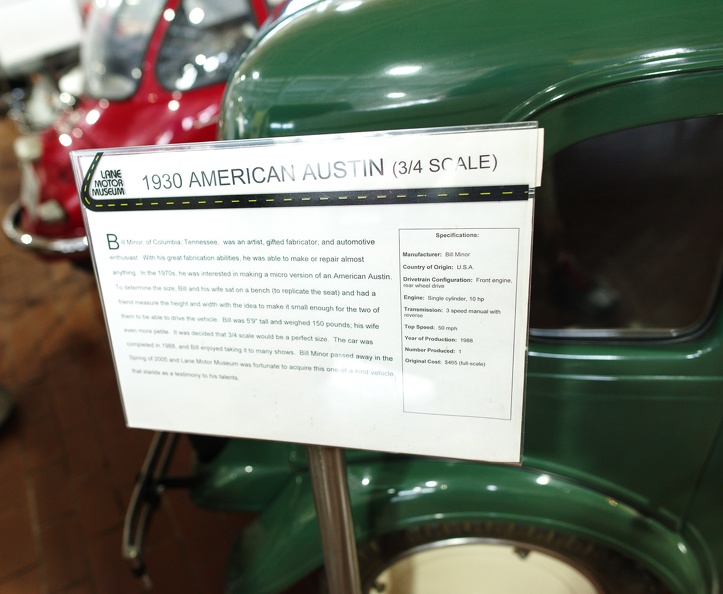 LANE
MOTOR
MUSEUM
1930 AMERICAN AUSTIN (3/4 SCALE)
Bill Minor, of Columbia, Tennessee, was an artist, gifted fabricator, and automotive
enthusiast. With his great fabrication abilities, he was able to make or repair almost
anything. In the 1970s, he was interested in making a micro version of an American Austin.
To determine the size, Bill and his wife sat on a bench (to replicate the seat) and had a
friend measure the height and width with the idea to make it small enough for the two of
them to be able to drive the vehicle. Bill was 5'9" tall and weighed 150 pounds; his wife
even more petite. It was decided that 3/4 scale would be a perfect size. The car was
completed in 1988, and Bill enjoyed taking it to many shows. Bill Minor passed away in the
Spring of 2005 and Lane Motor Museum was fortunate to acquire this one-of-a-kind vehicle,
that stands as a testimony to his talents.
Specifications:
Manufacturer: Bill Minor
Country of Origin: U.S.A.
Drivetrain Configuration: Front engine,
rear wheel drive
Engine: Single cylinder, 10 hp
Transmission: 3 speed manual with
reverse
Top Speed: 50 mph
Year of Production: 1988
Number Produced: 1
Original Cost: $465 (full-scale)